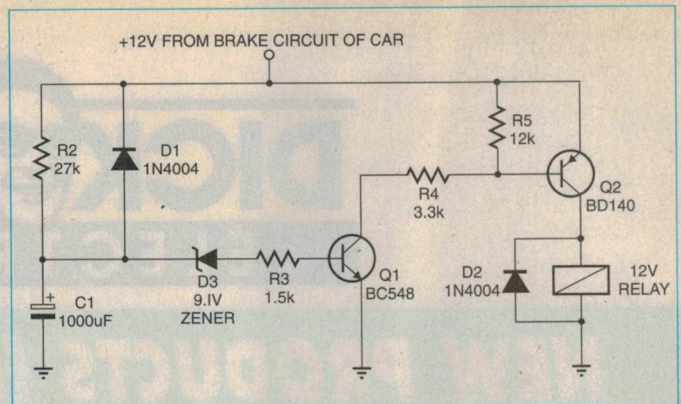 +12V FROM BRAKE CIRCUIT OF CAR
R2
27k
D1
1N4004
R5
12k
R4
3.3k
Q2
BD140
D3
9.IV
ZENER
R3
1.5k
Q1
BC548
D2
1N4004
12V
RELAY
+
C1
1000uF